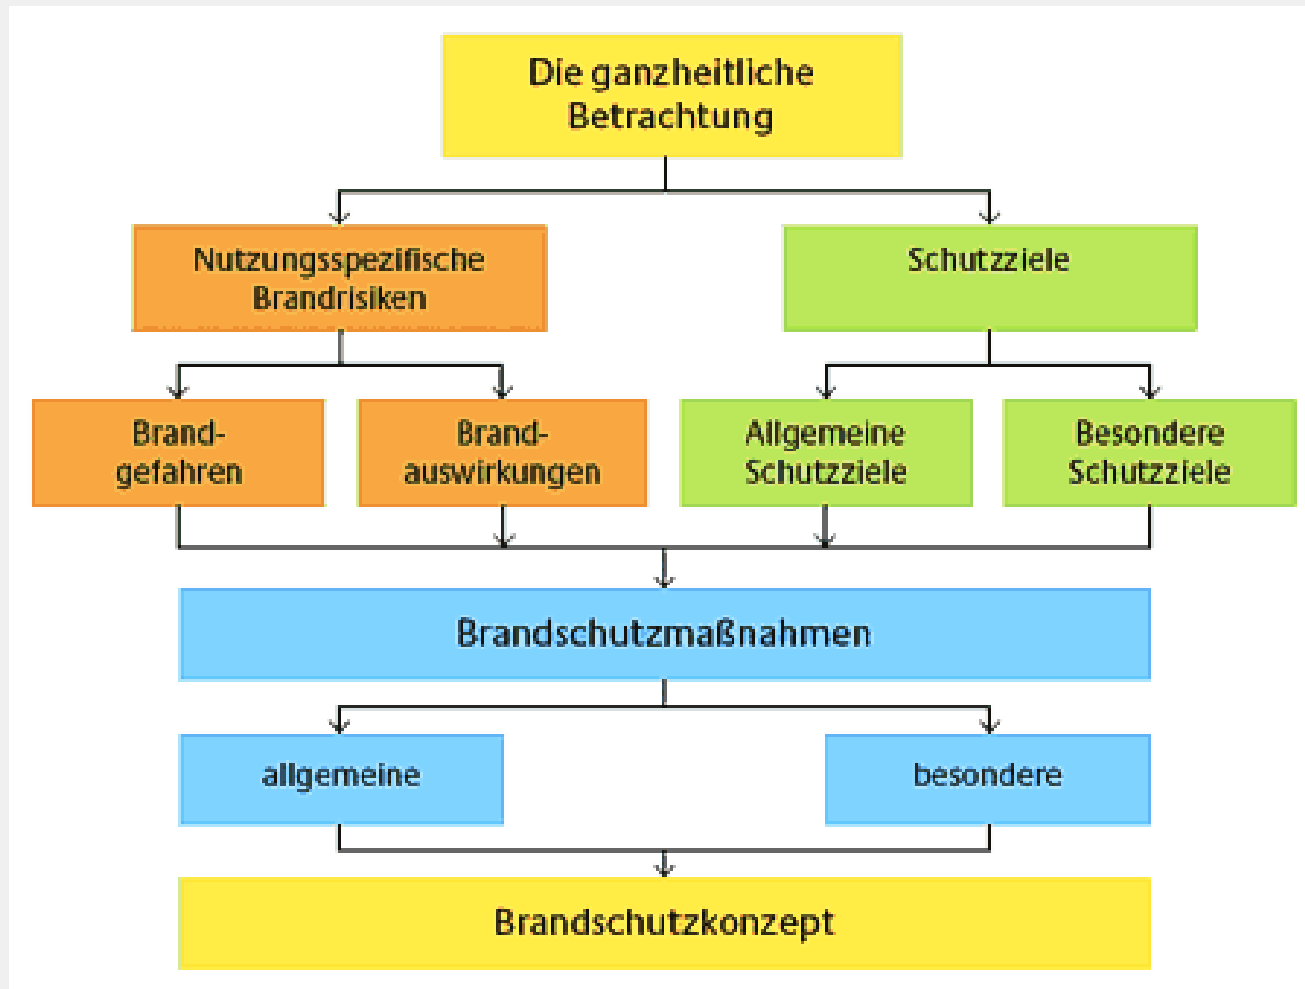 Die ganzheitliche
Betrachtung
Nutzungsspezifische
Brandrisiken
Schutzziele
Brand-
gefahren
Brand-
auswirkungen
Allgemeine
Schutzziele
Besondere
Schutzziele
Brandschutzmaßnahmen
allgemeine
besondere
Brandschutzkonzept